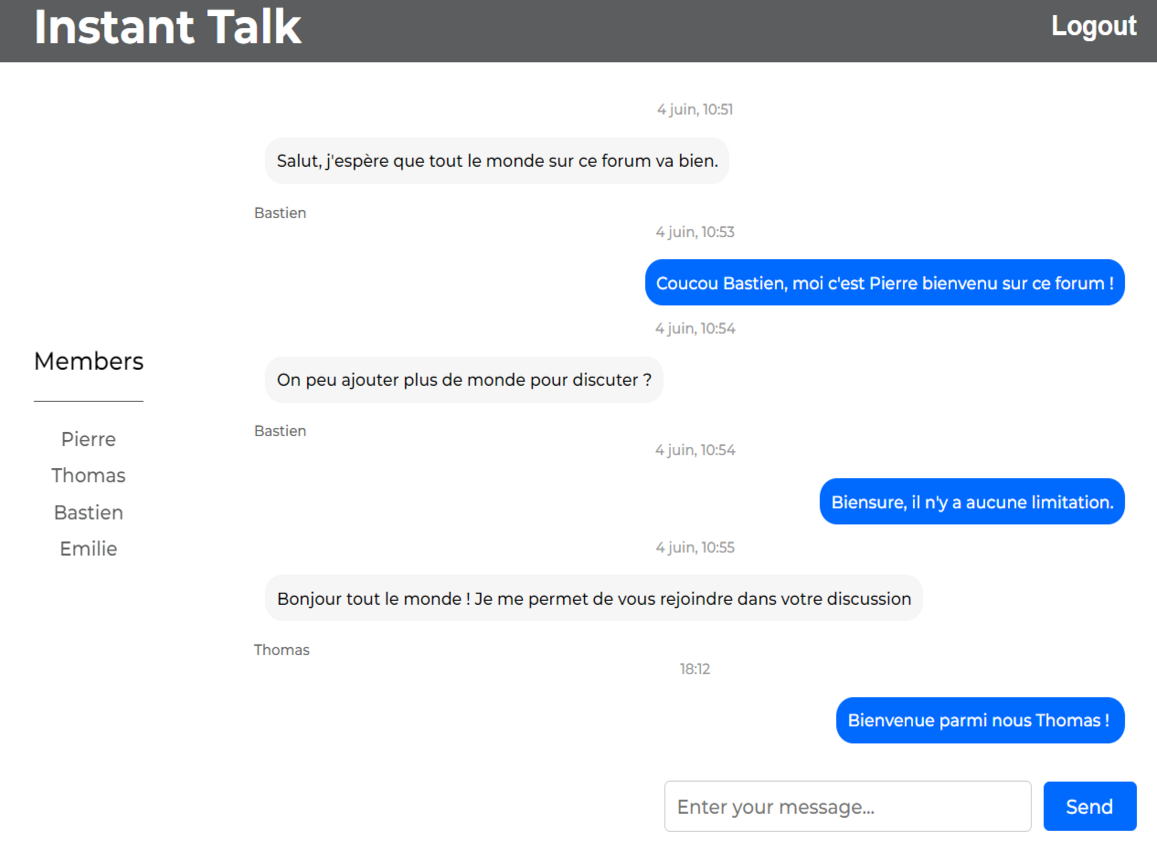 Instant Talk
Logout
4 juin, 10:51
Salut, j'espère que tout le monde sur ce forum va bien.
Bastien
4 juin, 10:53
Coucou Bastien, moi c'est Pierre bienvenu sur ce forum !
4 juin, 10:54
On peu ajouter plus de monde pour discuter ?
Bastien
4 juin, 10:54
Biensure, il n'y a aucune limitation.
4 juin, 10:55
Bonjour tout le monde ! Je me permet de vous rejoindre dans votre discussion
Thomas
18:12
Bienvenue parmi nous Thomas !
Members
Pierre
Thomas
Bastien
Emilie
Enter your message...
Send